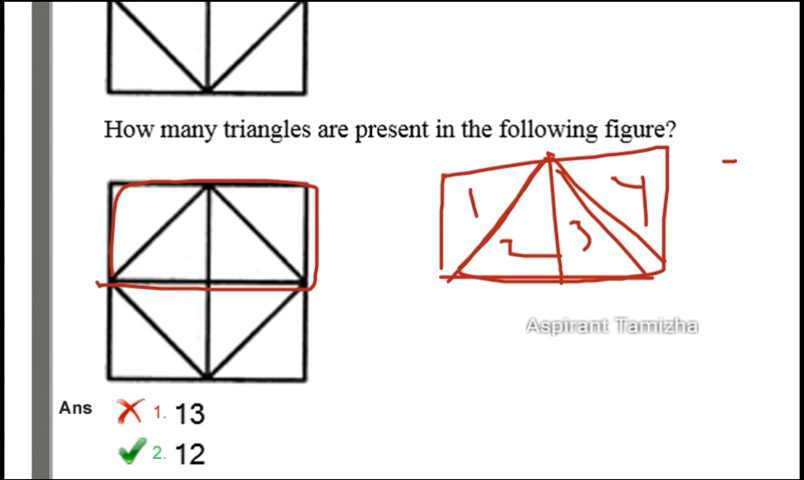 How many triangles are present in the following figure?
1
2
3
4
Aspirant Tamizha
Ans
1. 13
2. 12